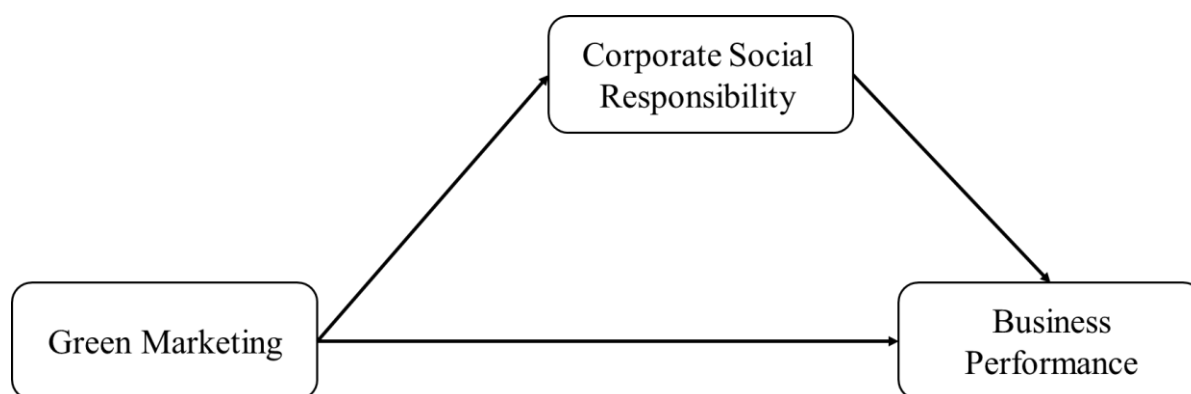 Corporate Social
Responsibility
Green Marketing
Business
Performance